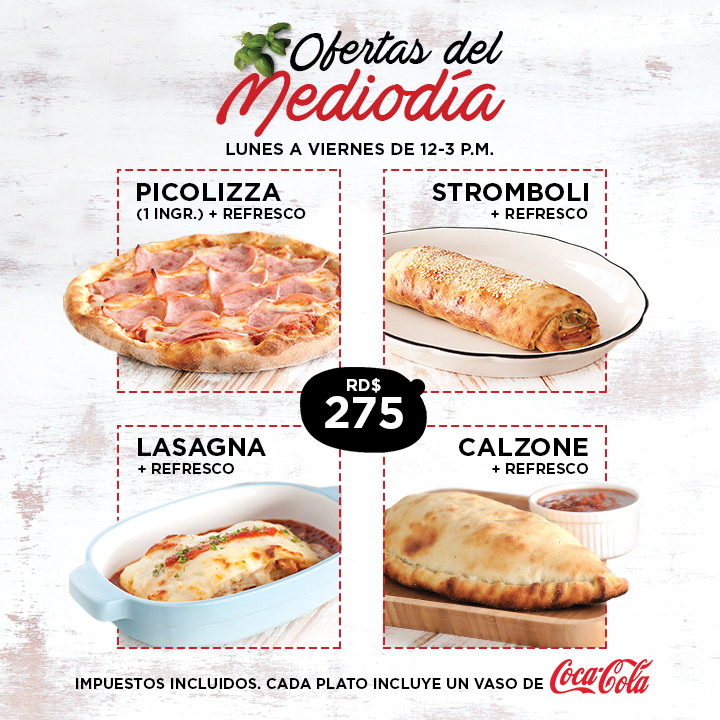 Ofertas del
Mediodía
LUNES A VIERNES DE 12-3 P.M.
PICOLIZZA
(1 INGR.) + REFRESCO
STROMBOLI
+ REFRESCO
RD$
275
LASAGNA
+ REFRESCO
CALZONE
+ REFRESCO
IMPUESTOS INCLUIDOS. CADA PLATO INCLUYE UN VASO DE Coca-Cola